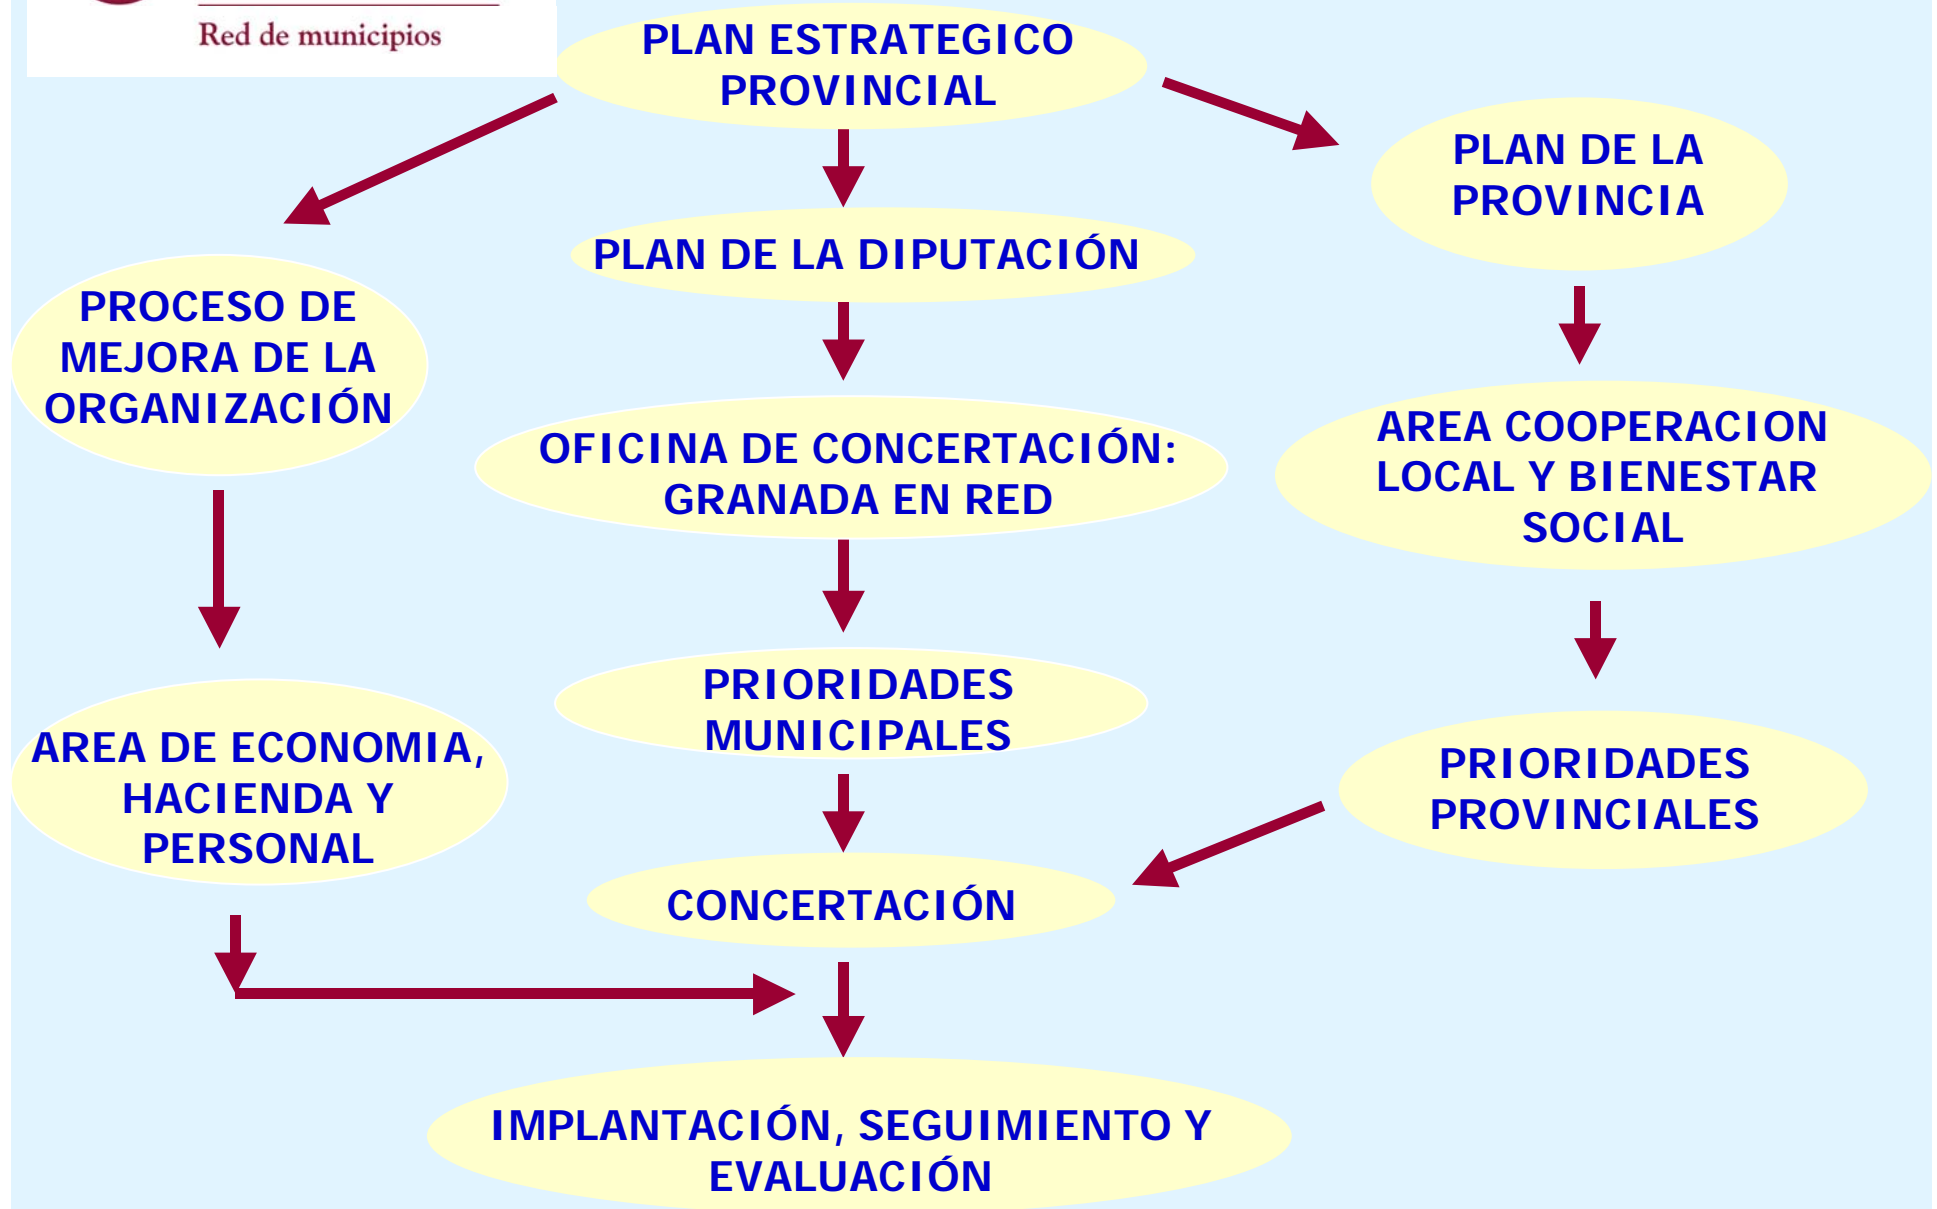 Red de municipios
PLAN ESTRATEGICO
PROVINCIAL
PLAN DE LA
PROVINCIA
PLAN DE LA DIPUTACIÓN
PROCESO DE
MEJORA DE LA
ORGANIZACIÓN
OFICINA DE CONCERTACIÓN:
GRANADA EN RED
AREA COOPERACION
LOCAL Y BIENESTAR
SOCIAL
PRIORIDADES
MUNICIPALES
AREA DE ECONOMIA,
HACIENDA Y
PERSONAL
PRIORIDADES
PROVINCIALES
CONCERTACIÓN
IMPLANTACIÓN, SEGUIMIENTO Y
EVALUACIÓN